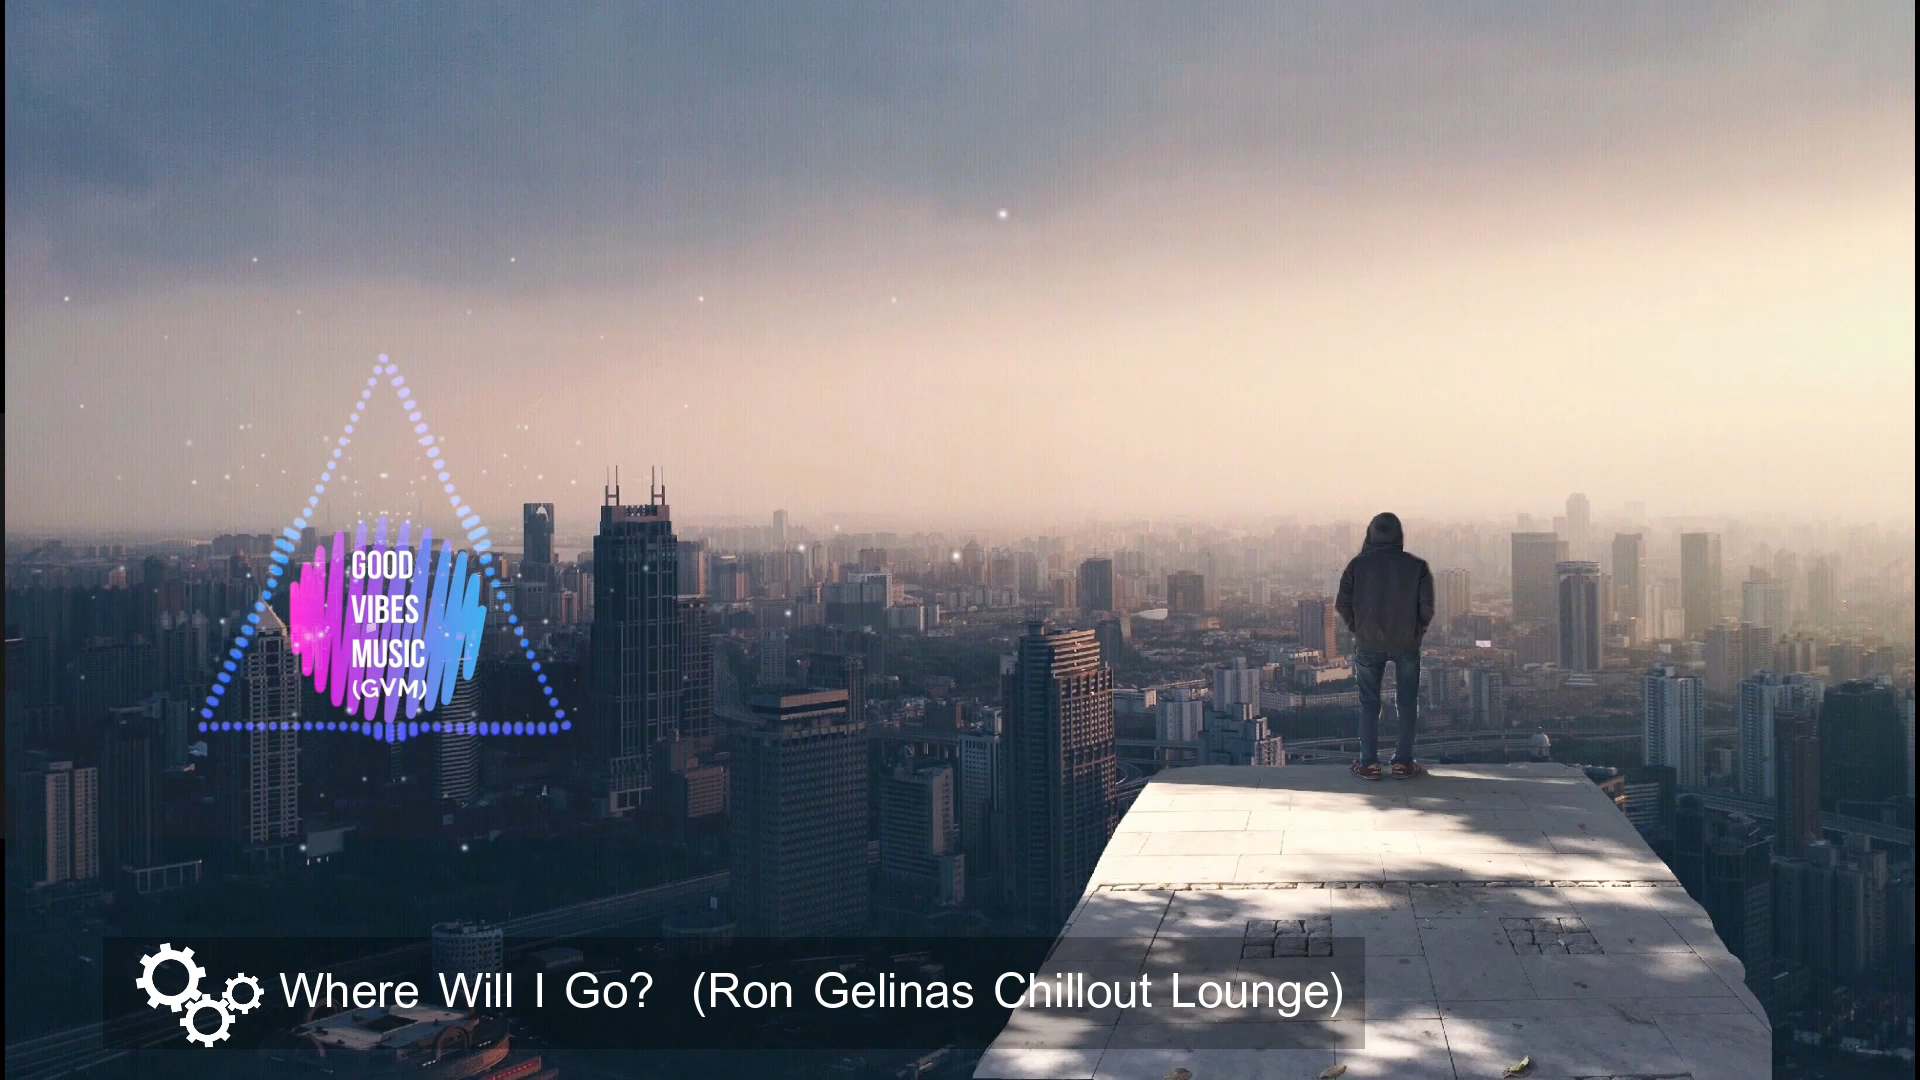 GOOD
VIBES
MUSIC
(GVM)
Where Will I Go? (Ron Gelinas Chillout Lounge)